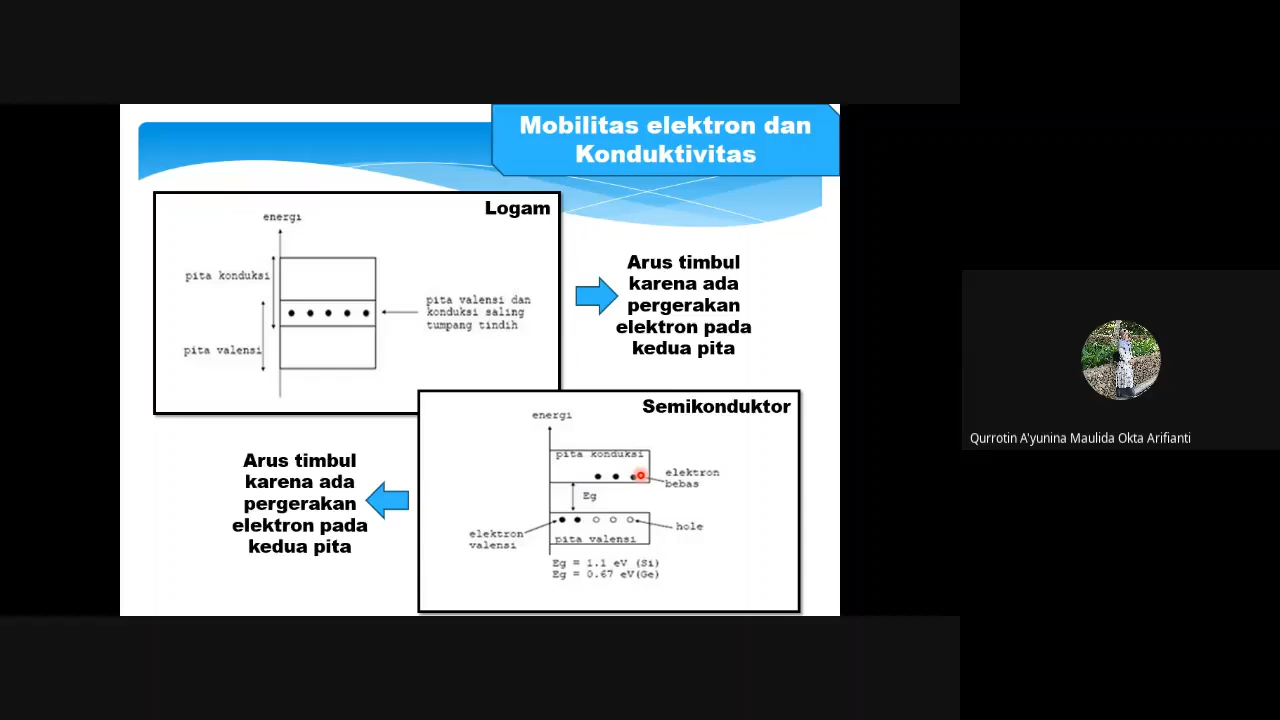 Mobilitas elektron dan
Konduktivitas
Logam
energi
pita konduksi
pita valensi dan
konduksi saling
tumpang tindih
pita valensi
Arus timbul
karena ada
pergerakan
elektron pada
kedua pita
Semikonduktor
energi
pita konduksi
elektron
bebas
Eg
elektron
valensi
hole
pita valensi
Eg = 1.1 eV (Si)
Eg = 0.67 eV(Ge)
Arus timbul
karena ada
pergerakan
elektron pada
kedua pita
Qurrotin A'yunina Maulida Okta Arifianti